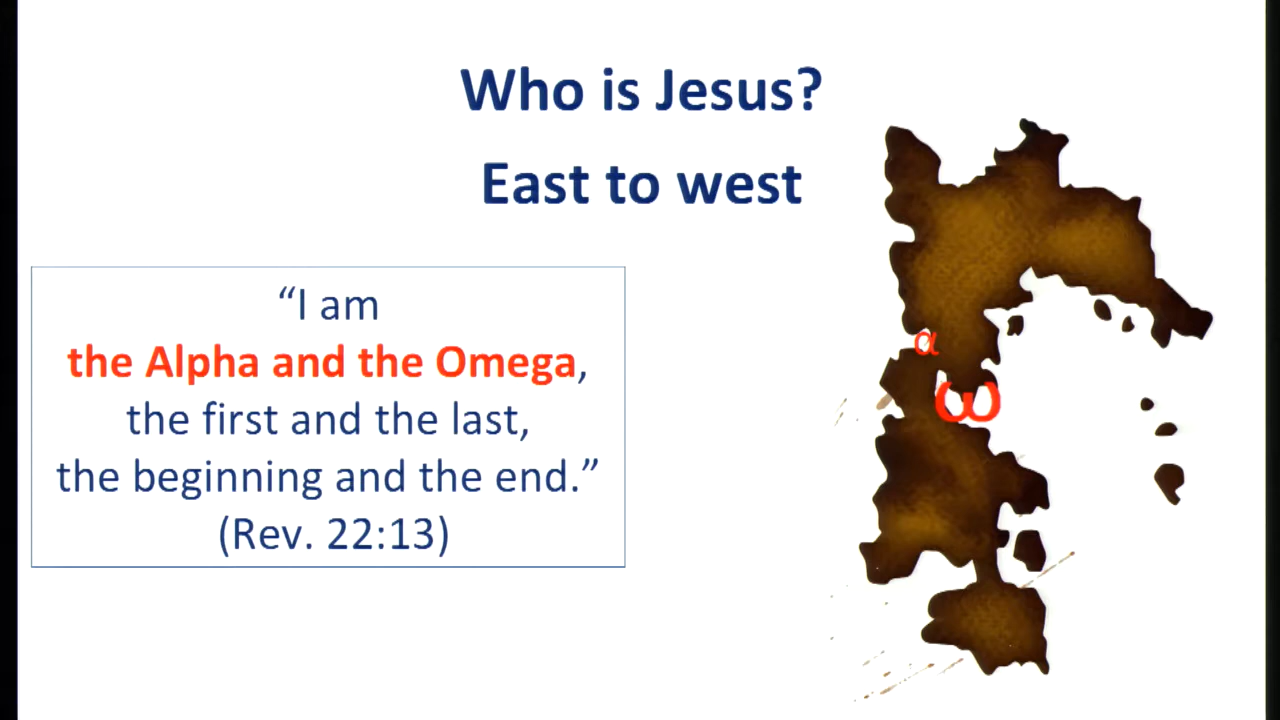 Who is Jesus?
East to west
“I am
the Alpha and the Omega,
the first and the last,
the beginning and the end.”
(Rev. 22:13)
α
ω